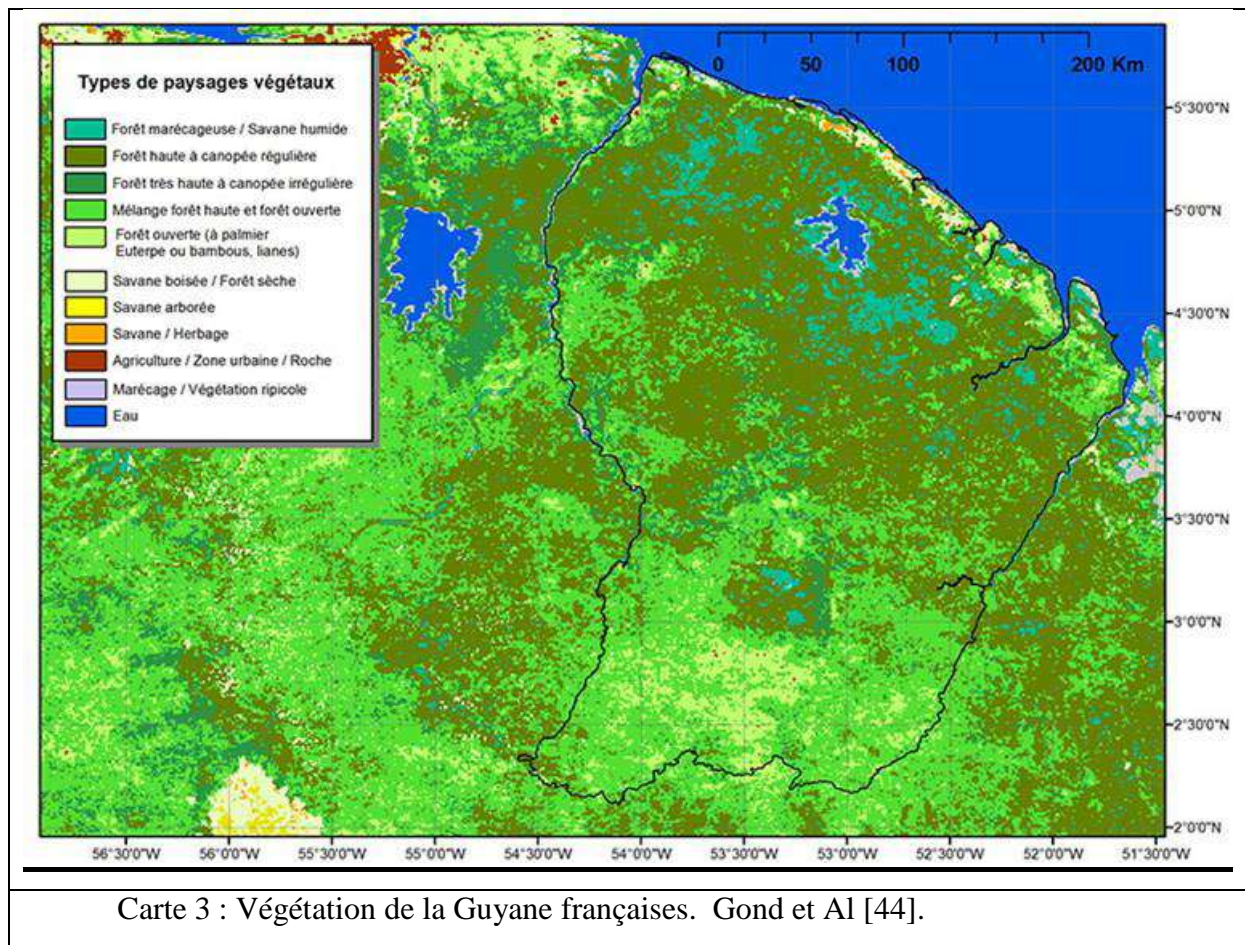 Types de paysages végétaux
Forêt marécageuse / Savane humide
Forêt haute à canopée régulière
Forêt très haute à canopée irrégulière
Mélange forêt haute et forêt ouverte
Forêt ouverte (à palmier
Euterpe ou bambous, lianes)
Savane boisée / Forêt sèche
Savane arborée
Savane / Herbage
Agriculture / Zone urbaine / Roche
Marécage / Végétation ripicole
Eau
0 50 100 200 Km
5°30'0"N
5°0'0"N
4°30'0"N
4°0'0"N
3°30'0"N
3°0'0"N
2°30'0"N
2°0'0"N
56°30'0"W 56°0'0"W 55°30'0"W 55°0'0"W 54°30'0"W 54°0'0"W 53°30'0"W 53°0'0"W 52°30'0"W 52°0'0"W 51°30'0"W
Carte 3 : Végétation de la Guyane françaises. Gond et Al [44].